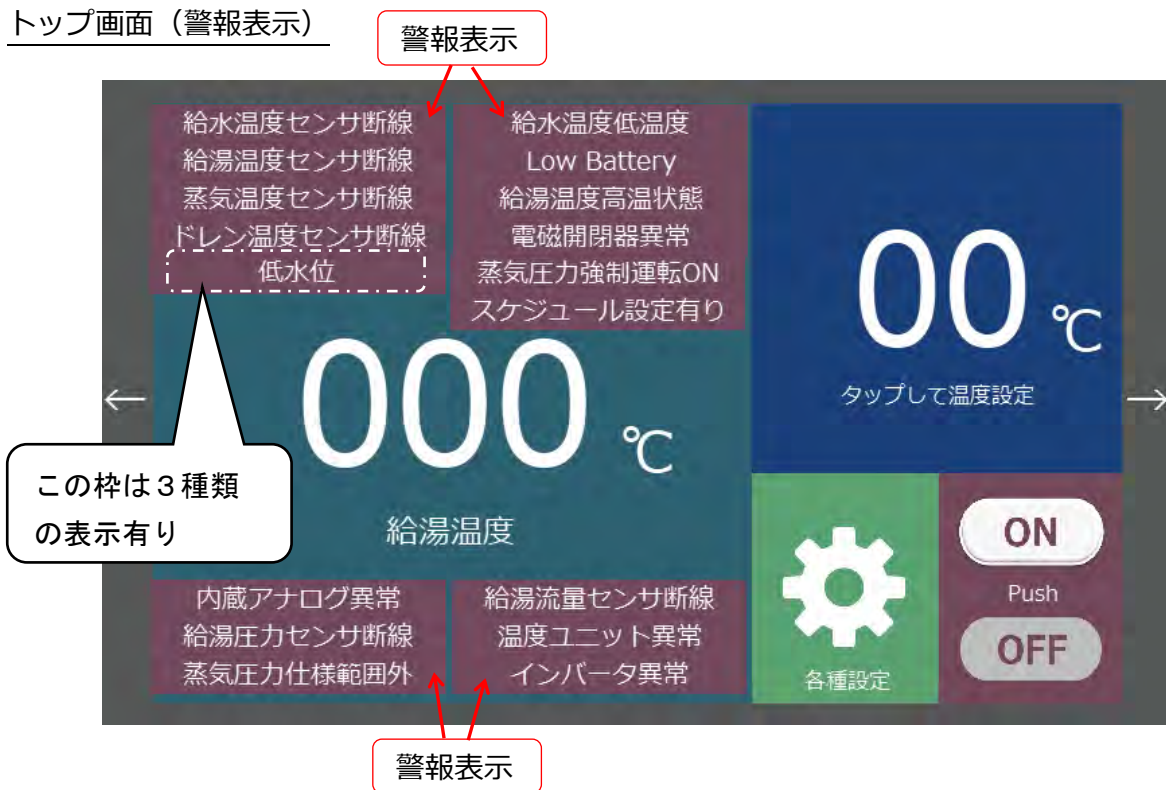 トップ画面（警報表示）
警報表示
給水温度センサ断線
給湯温度センサ断線
蒸気温度センサ断線
ドレン温度センサ断線
低水位
給水温度低温度
Low Battery
給湯温度高温状態
電磁開閉器異常
蒸気圧力強制運転ON
スケジュール設定有り
00 ℃
タップして温度設定
←
→
000 ℃
給湯温度
この枠は３種類
の表示有り
内蔵アナログ異常
給湯圧力センサ断線
蒸気圧力仕様範囲外
給湯流量センサ断線
温度ユニット異常
インバータ異常
各種設定
ON
Push
OFF
警報表示